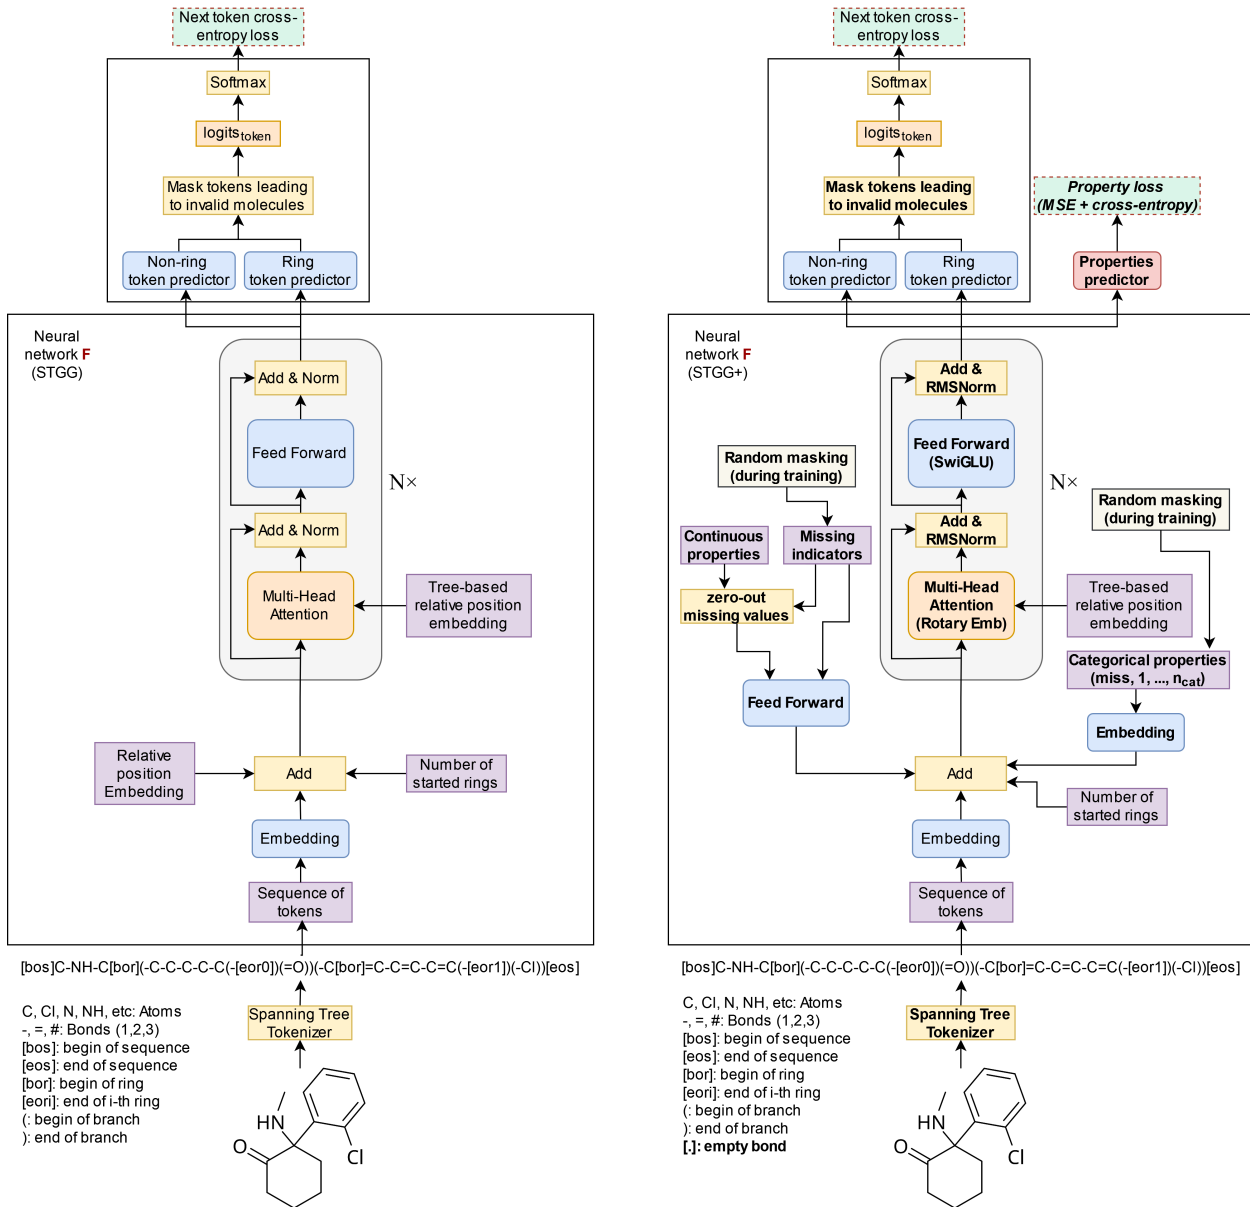 Next token cross-
entropy loss
Softmax
logits_token
Mask tokens leading
to invalid molecules
Non-ring
token predictor
Ring
token predictor
Neural
network F
(STGG)
Add & Norm
Feed Forward
N×
Add & Norm
Multi-Head
Attention
Tree-based
relative position
embedding
Relative
position
Embedding
Add
Number of
started rings
Embedding
Sequence of
tokens
[bos]C-NH-C[bor](-C-C-C-C-C(-[eor0])(=O))(-C[bor]=C-C=C-C=C(-[eor1])(-Cl))[eos]
C, Cl, N, NH, etc: Atoms
-, =, #: Bonds (1,2,3)
[bos]: begin of sequence
[eos]: end of sequence
[bor]: begin of ring
[eori]: end of i-th ring
(: begin of branch
): end of branch
Spanning Tree
Tokenizer
HN
O
Cl
Next token cross-
entropy loss
Softmax
logits_token
Mask tokens leading
to invalid molecules
Property loss
(MSE + cross-entropy)
Non-ring
token predictor
Ring
token predictor
Properties
predictor
Neural
network F
(STGG+)
Add &
RMSNorm
Feed Forward
(SwiGLU)
N×
Random masking
(during training)
Random masking
(during training)
Continuous
properties
Missing
indicators
Add &
RMSNorm
zero-out
missing values
Multi-Head
Attention
(Rotary Emb)
Tree-based
relative position
embedding
Categorical properties
(miss, 1, ..., n_cat)
Feed Forward
Embedding
Add
Number of
started rings
Embedding
Sequence of
tokens
[bos]C-NH-C[bor](-C-C-C-C-C(-[eor0])(=O))(-C[bor]=C-C=C-C=C(-[eor1])(-Cl))[eos]
C, Cl, N, NH, etc: Atoms
-, =, #: Bonds (1,2,3)
[bos]: begin of sequence
[eos]: end of sequence
[bor]: begin of ring
[eori]: end of i-th ring
(: begin of branch
): end of branch
[.]: empty bond
Spanning Tree
Tokenizer
HN
O
Cl